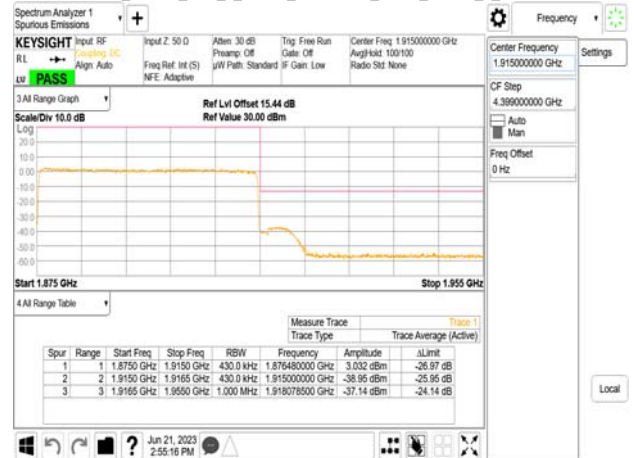 Spectrum Analyzer 1
Spurious Emissions
Frequency
KEYSIGHT Input: RF Input Z: 50 Ω Atten: 30 dB Trig: Free Run Center Freq: 1.915000000 GHz
RL Coupling: DC Preamp: Off Gate: Off Avg|Hold: 100/100
Align: Auto Freq Ref: Int (S) µW Path: Standard IF Gain: Low Radio Std: None
NFE: Adaptive
PASS
Center Frequency
1.915000000 GHz
Settings
CF Step
4.399000000 GHz
Auto
Man
Freq Offset
0 Hz
3 All Range Graph
Ref Lvl Offset 15.44 dB
Scale/Div 10.0 dB Ref Value 30.00 dBm
Log
20.0
10.0
0.00
-10.0
-20.0
-30.0
-40.0
-50.0
-60.0
Start 1.875 GHz Stop 1.955 GHz
4 All Range Table
Measure Trace Trace 1
Trace Type Trace Average (Active)
Spur Range Start Freq Stop Freq RBW Frequency Amplitude ΔLimit
1 1 1.8750 GHz 1.9150 GHz 430.0 kHz 1.876480000 GHz 3.032 dBm -26.97 dB
2 2 1.9150 GHz 1.9165 GHz 430.0 kHz 1.915000000 GHz -38.95 dBm -25.95 dB
3 3 1.9165 GHz 1.9550 GHz 1.000 MHz 1.918078500 GHz -37.14 dBm -24.14 dB
Local
?
Jun 21, 2023
2:55:16 PM